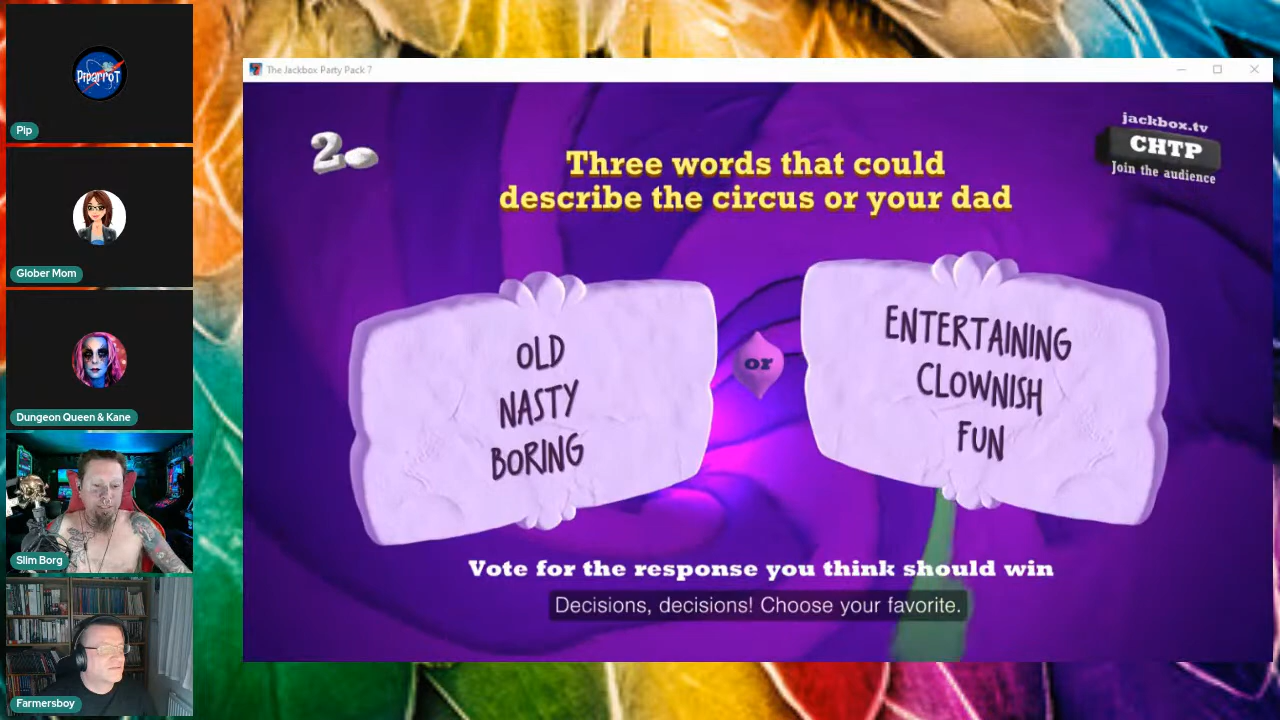 PiparroT
Pip
Glober Mom
Dungeon Queen & Kane
Slim Borg
Farmersboy
The Jackbox Party Pack 7
2
jackbox.tv
CHTP
Join the audience
Three words that could
describe the circus or your dad
OLD
NASTY
BORING
or
ENTERTAINING
CLOWNISH
FUN
Vote for the response you think should win
Decisions, decisions! Choose your favorite.